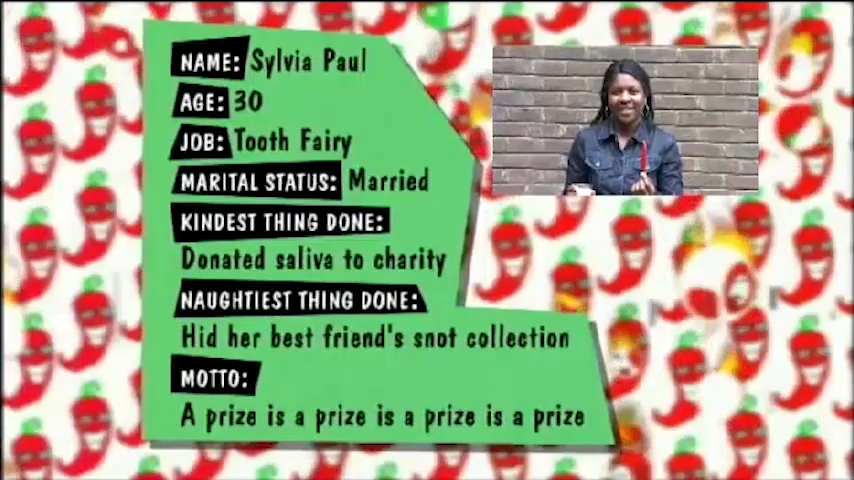 NAME: Sylvia Paul
AGE: 30
JOB: Tooth Fairy
MARITAL STATUS: Married
KINDEST THING DONE:
Donated saliva to charity
NAUGHTIEST THING DONE:
Hid her best friend's snot collection
MOTTO:
A prize is a prize is a prize is a prize